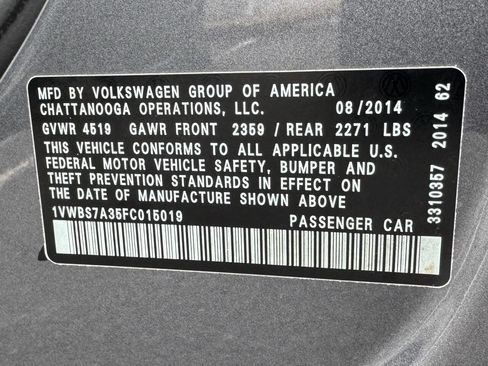 MFD BY VOLKSWAGEN GROUP OF AMERICA
CHATTANOOGA OPERATIONS, LLC. 08/2014
GVWR 4519 GAWR FRONT 2359 / REAR 2271 LBS
THIS VEHICLE CONFORMS TO ALL APPLICABLE U.S.
FEDERAL MOTOR VEHICLE SAFETY, BUMPER AND
THEFT PREVENTION STANDARDS IN EFFECT ON
THE DATE OF MANUFACTURE SHOWN ABOVE
1VWBS7A35FC015019 PASSENGER CAR
3310357 2014 62